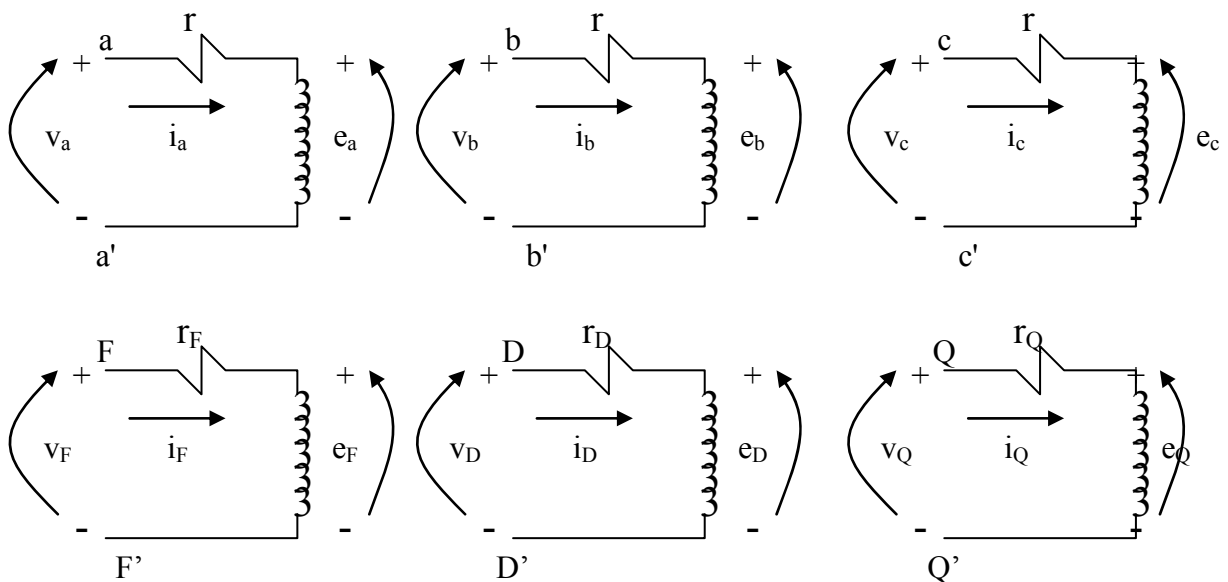 r r r
a b c
+ + + + + +
v_a i_a e_a v_b i_b e_b v_c i_c e_c
- - - - - -
a' b' c'
r_F r_D r_Q
F D Q
+ + + + + +
v_F i_F e_F v_D i_D e_D v_Q i_Q e_Q
- - - - - -
F’ D’ Q’